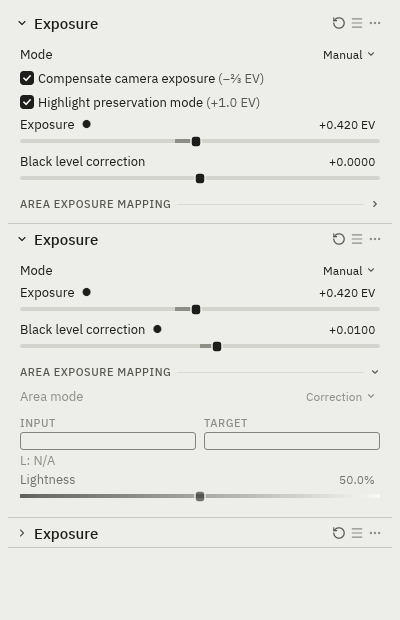 Exposure
Mode Manual
Compensate camera exposure (−⅔ EV)
Highlight preservation mode (+1.0 EV)
Exposure +0.420 EV
Black level correction +0.0000
AREA EXPOSURE MAPPING
Exposure
Mode Manual
Exposure +0.420 EV
Black level correction +0.0100
AREA EXPOSURE MAPPING
Area mode Correction
INPUT TARGET
L: N/A
Lightness 50.0%
Exposure